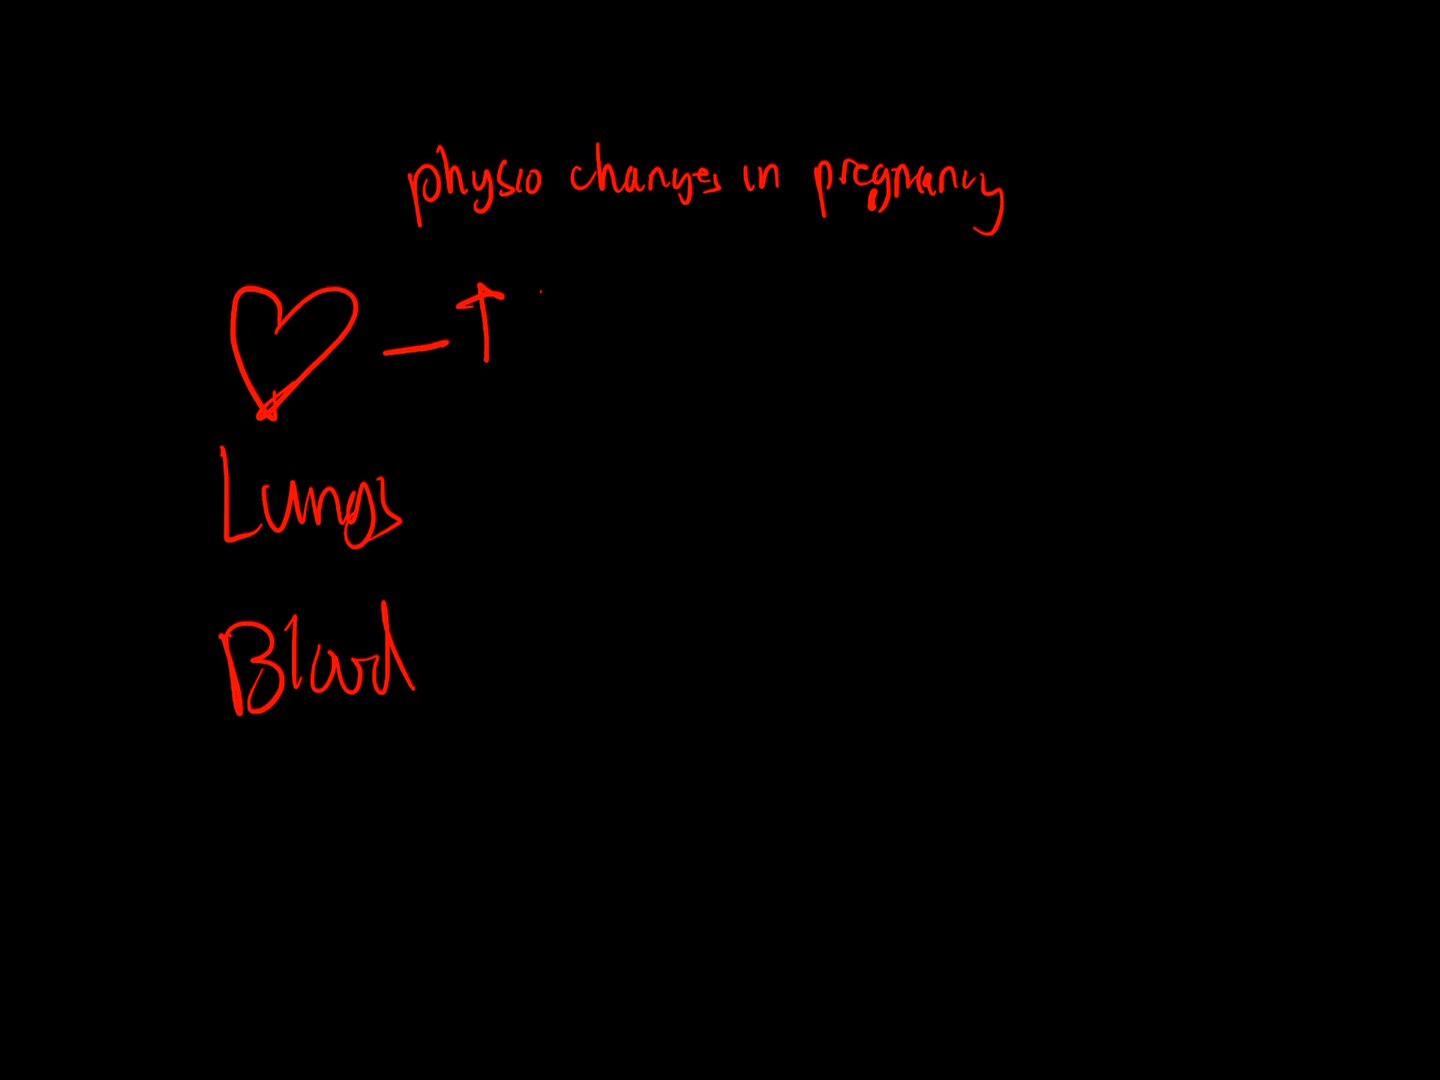 physio changes in pregnancy
– ↑
Lungs
Blood